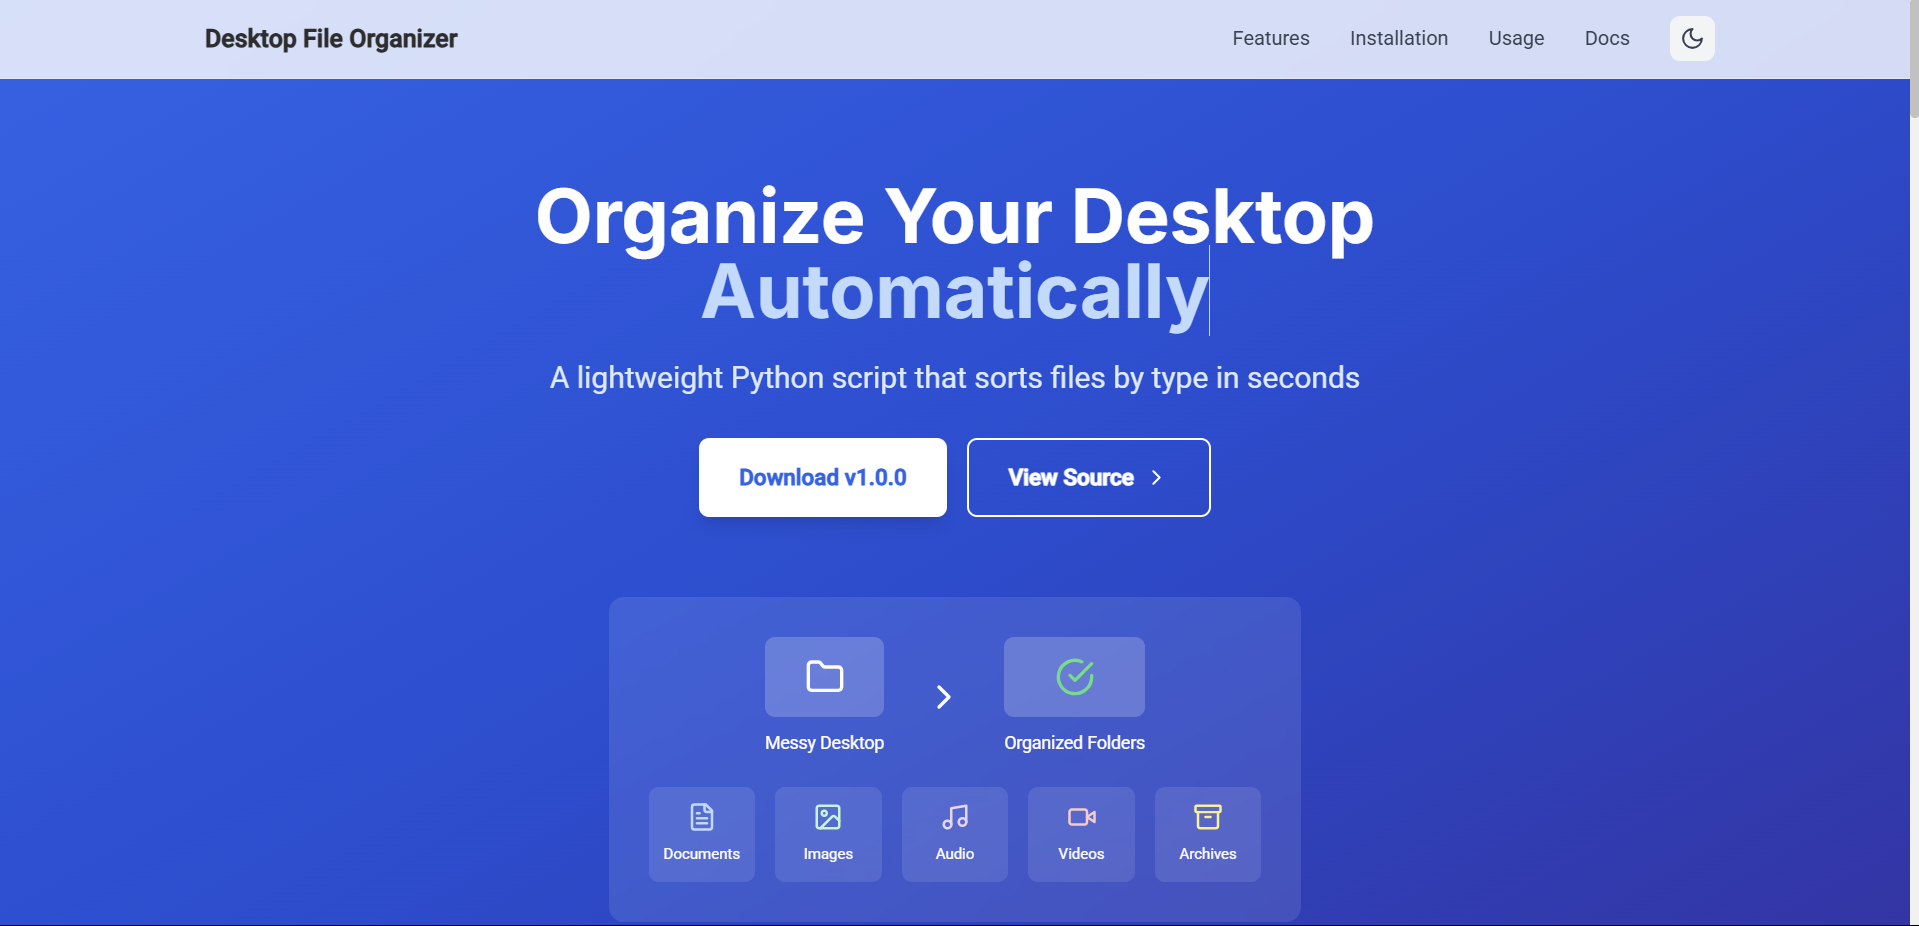 Desktop File Organizer
Features
Installation
Usage
Docs
Organize Your Desktop
Automatically
A lightweight Python script that sorts files by type in seconds
Download v1.0.0
View Source
Messy Desktop
Organized Folders
Documents
Images
Audio
Videos
Archives